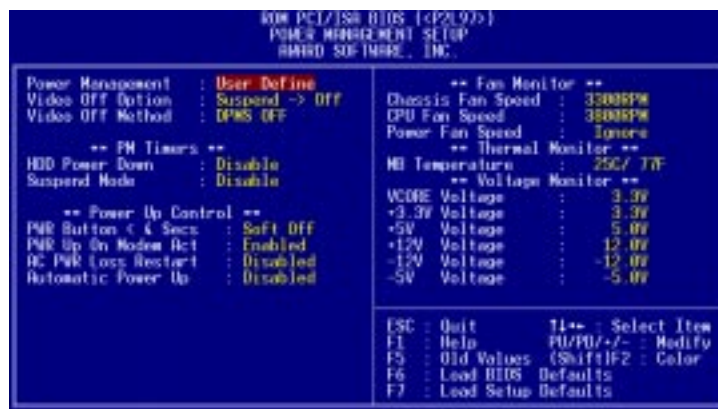 ROM PCI/ISA BIOS (<P2L97>)
POWER MANAGEMENT SETUP
AWARD SOFTWARE, INC.
Power Management : User Define
Video Off Option : Suspend -> Off
Video Off Method : DPMS OFF
** PM Timers **
HDD Power Down : Disable
Suspend Mode : Disable
** Power Up Control **
PWR Button < 4 Secs : Soft Off
PWR Up On Modem Act : Enabled
AC PWR Loss Restart : Disabled
Automatic Power Up : Disabled
** Fan Monitor **
Chassis Fan Speed : 3300RPM
CPU Fan Speed : 3800RPM
Power Fan Speed : Ignore
** Thermal Monitor **
MB Temperature : 25C/ 77F
** Voltage Monitor **
VCORE Voltage : 3.3V
+3.3V Voltage : 3.3V
+5V Voltage : 5.0V
+12V Voltage : 12.0V
-12V Voltage : -12.0V
-5V Voltage : -5.0V
ESC : Quit ↑↓→← : Select Item
F1 : Help PU/PD/+/- : Modify
F5 : Old Values (Shift)F2 : Color
F6 : Load BIOS Defaults
F7 : Load Setup Defaults